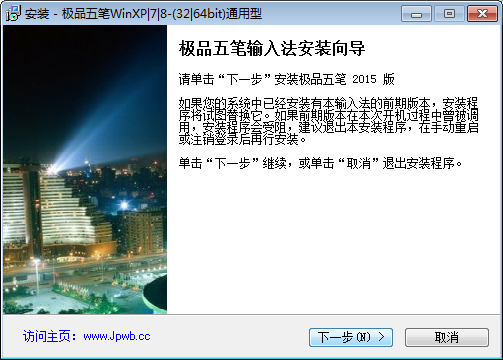 安装 - 极品五笔WinXP|7|8-(32|64bit)通用型
极品五笔输入法安装向导
请单击“下一步”安装极品五笔 2015 版
如果您的系统中已经安装有本输入法的前期版本，安装程
序将试图替换它。如果前期版本在本次开机过程中曾被调
用，安装程序会受阻，建议退出本安装程序，在手动重启
或注销登录后再行安装。
单击“下一步”继续，或单击“取消”退出安装程序。
访问主页：www.Jpwb.cc
下一步(N) >
取消